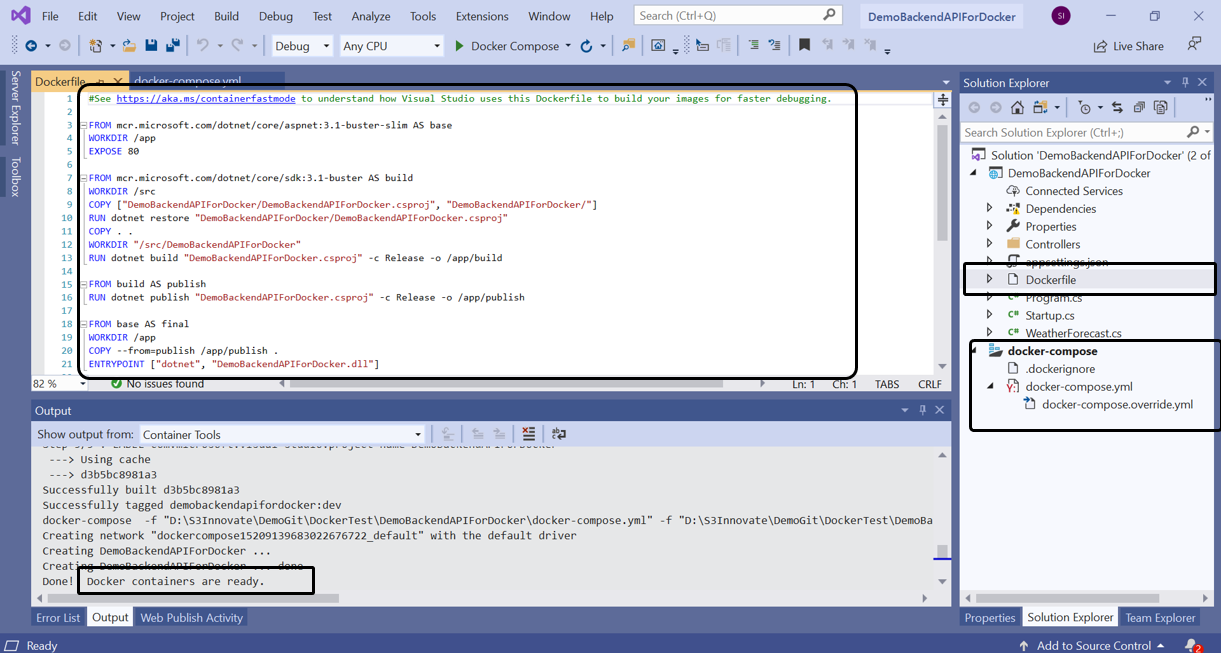 File Edit View Project Build Debug Test Analyze Tools Extensions Window Help Search (Ctrl+Q) DemoBackendAPIForDocker SI
Debug Any CPU Docker Compose Live Share
Server Explorer
Toolbox
Dockerfile docker-compose.yml
1 #See https://aka.ms/containerfastmode to understand how Visual Studio uses this Dockerfile to build your images for faster debugging.
2
3 FROM mcr.microsoft.com/dotnet/core/aspnet:3.1-buster-slim AS base
4 WORKDIR /app
5 EXPOSE 80
6
7 FROM mcr.microsoft.com/dotnet/core/sdk:3.1-buster AS build
8 WORKDIR /src
9 COPY ["DemoBackendAPIForDocker/DemoBackendAPIForDocker.csproj", "DemoBackendAPIForDocker/"]
10 RUN dotnet restore "DemoBackendAPIForDocker/DemoBackendAPIForDocker.csproj"
11 COPY . .
12 WORKDIR "/src/DemoBackendAPIForDocker"
13 RUN dotnet build "DemoBackendAPIForDocker.csproj" -c Release -o /app/build
14
15 FROM build AS publish
16 RUN dotnet publish "DemoBackendAPIForDocker.csproj" -c Release -o /app/publish
17
18 FROM base AS final
19 WORKDIR /app
20 COPY --from=publish /app/publish .
21 ENTRYPOINT ["dotnet", "DemoBackendAPIForDocker.dll"]
82 % No issues found Ln: 1 Ch: 1 TABS CRLF
Output
Show output from: Container Tools
---> Using cache
---> d3b5bc8981a3
Successfully built d3b5bc8981a3
Successfully tagged demobackendapifordocker:dev
docker-compose -f "D:\S3Innovate\DemoGit\DockerTest\DemoBackendAPIForDocker\docker-compose.yml" -f "D:\S3Innovate\DemoGit\DockerTest\DemoBa
Creating network "dockercompose15209139683022676722_default" with the default driver
Creating DemoBackendAPIForDocker ...
Creating DemoBackendAPIForDocker ... done
Done! Docker containers are ready.
Error List Output Web Publish Activity
Solution Explorer
Search Solution Explorer (Ctrl+;)
Solution 'DemoBackendAPIForDocker' (2 of
DemoBackendAPIForDocker
Connected Services
Dependencies
Properties
Controllers
appsettings.json
Dockerfile
C# Program.cs
C# Startup.cs
C# WeatherForecast.cs
docker-compose
.dockerignore
docker-compose.yml
docker-compose.override.yml
Properties Solution Explorer Team Explorer
Ready Add to Source Control 2